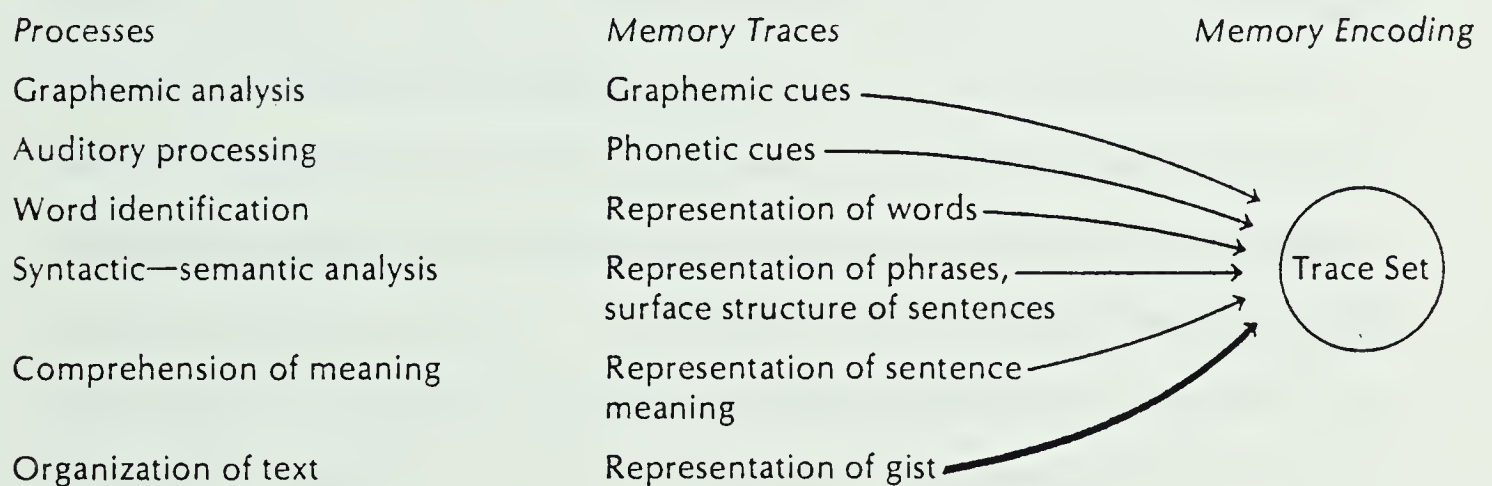 Processes Memory Traces Memory Encoding
Graphemic analysis Graphemic cues
Auditory processing Phonetic cues
Word identification Representation of words
Syntactic—semantic analysis Representation of phrases, Trace Set
surface structure of sentences
Comprehension of meaning Representation of sentence
meaning
Organization of text Representation of gist